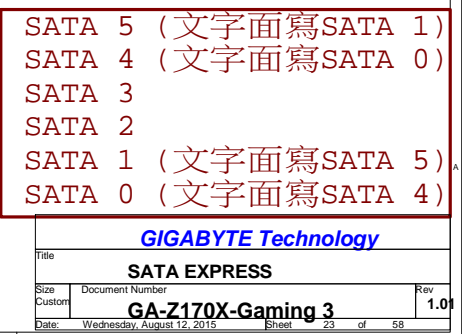 SATA 5 (文字面寫SATA 1)
SATA 4 (文字面寫SATA 0)
SATA 3
SATA 2
SATA 1 (文字面寫SATA 5)
SATA 0 (文字面寫SATA 4)
A
GIGABYTE Technology
Title
SATA EXPRESS
Size Document Number Rev
Custom GA-Z170X-Gaming 3 1.01
Date: Wednesday, August 12, 2015 Sheet 23 of 58